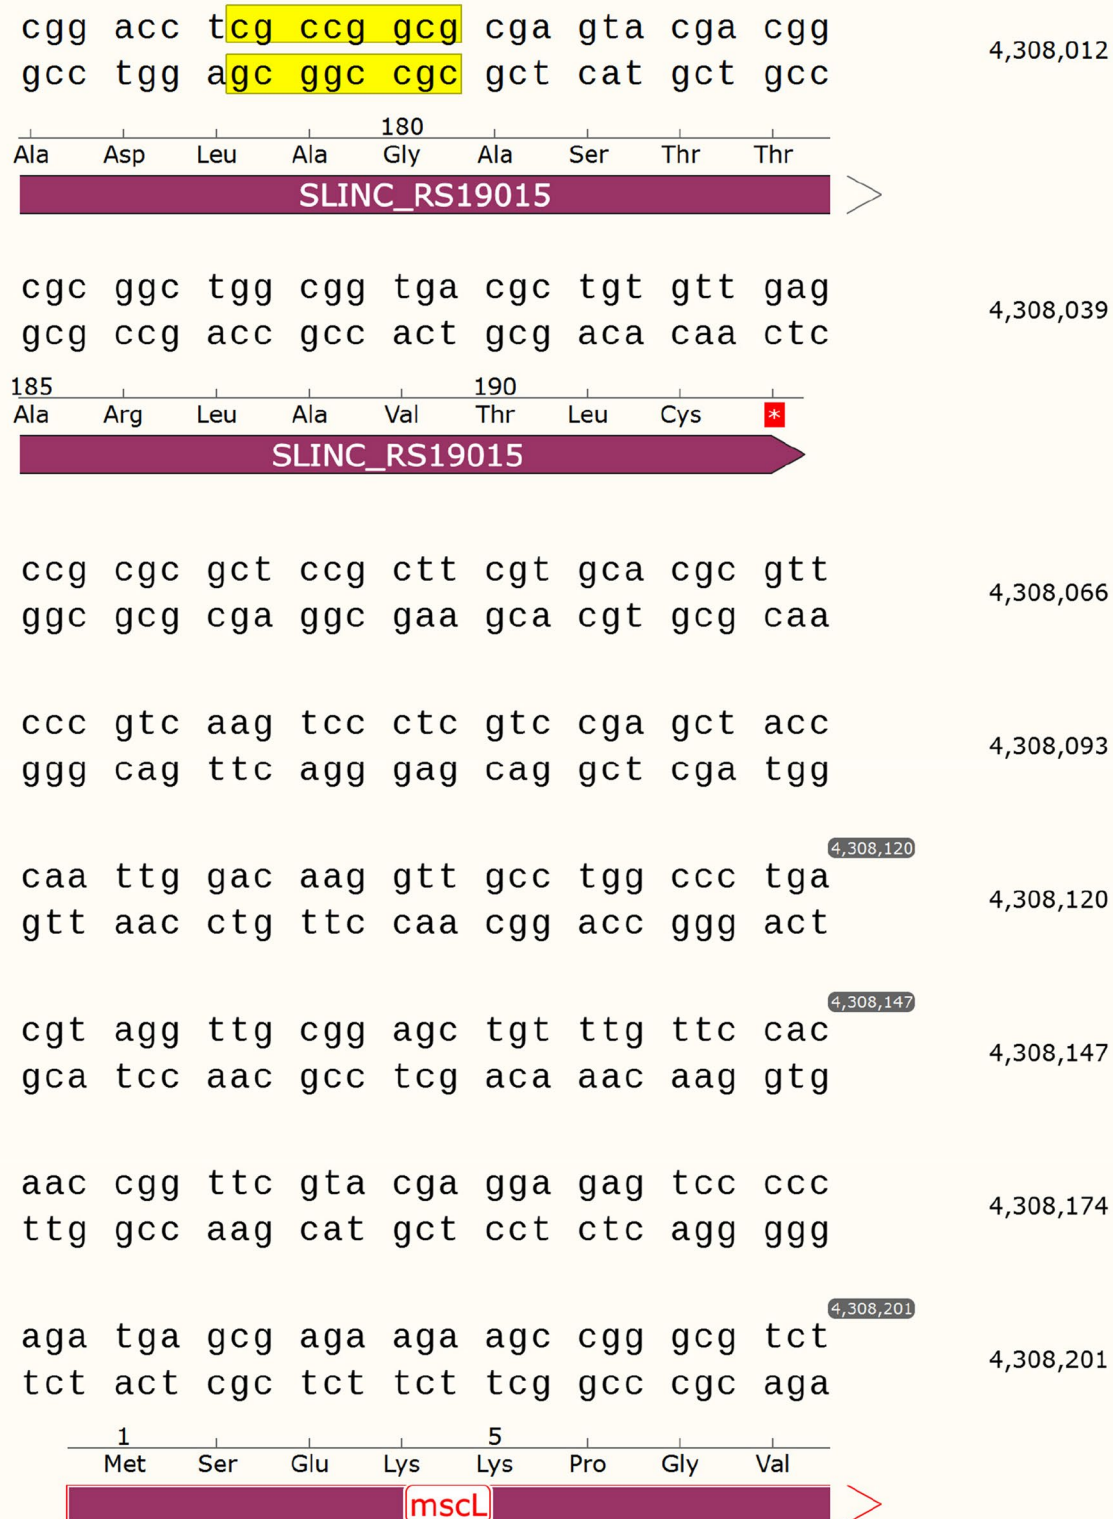 cgg acc tcg ccg gcg cga gta cga cgg
4,308,012
gcc tgg agc ggc cgc gct cat gct gcc
180
Ala Asp Leu Ala Gly Ala Ser Thr Thr
SLINC_RS19015
cgc ggc tgg cgg tga cgc tgt gtt gag
4,308,039
gcg ccg acc gcc act gcg aca caa ctc
185 190
Ala Arg Leu Ala Val Thr Leu Cys *
SLINC_RS19015
ccg cgc gct ccg ctt cgt gca cgc gtt
4,308,066
ggc gcg cga ggc gaa gca cgt gcg caa
ccc gtc aag tcc ctc gtc cga gct acc
4,308,093
ggg cag ttc agg gag cag gct cga tgg
4,308,120
caa ttg gac aag gtt gcc tgg ccc tga
4,308,120
gtt aac ctg ttc caa cgg acc ggg act
4,308,147
cgt agg ttg cgg agc tgt ttg ttc cac
4,308,147
gca tcc aac gcc tcg aca aac aag gtg
aac cgg ttc gta cga gga gag tcc ccc
4,308,174
ttg gcc aag cat gct cct ctc agg ggg
4,308,201
aga tga gcg aga aga agc cgg gcg tct
4,308,201
tct act cgc tct tct tcg gcc cgc aga
1 5
Met Ser Glu Lys Lys Pro Gly Val
mscL